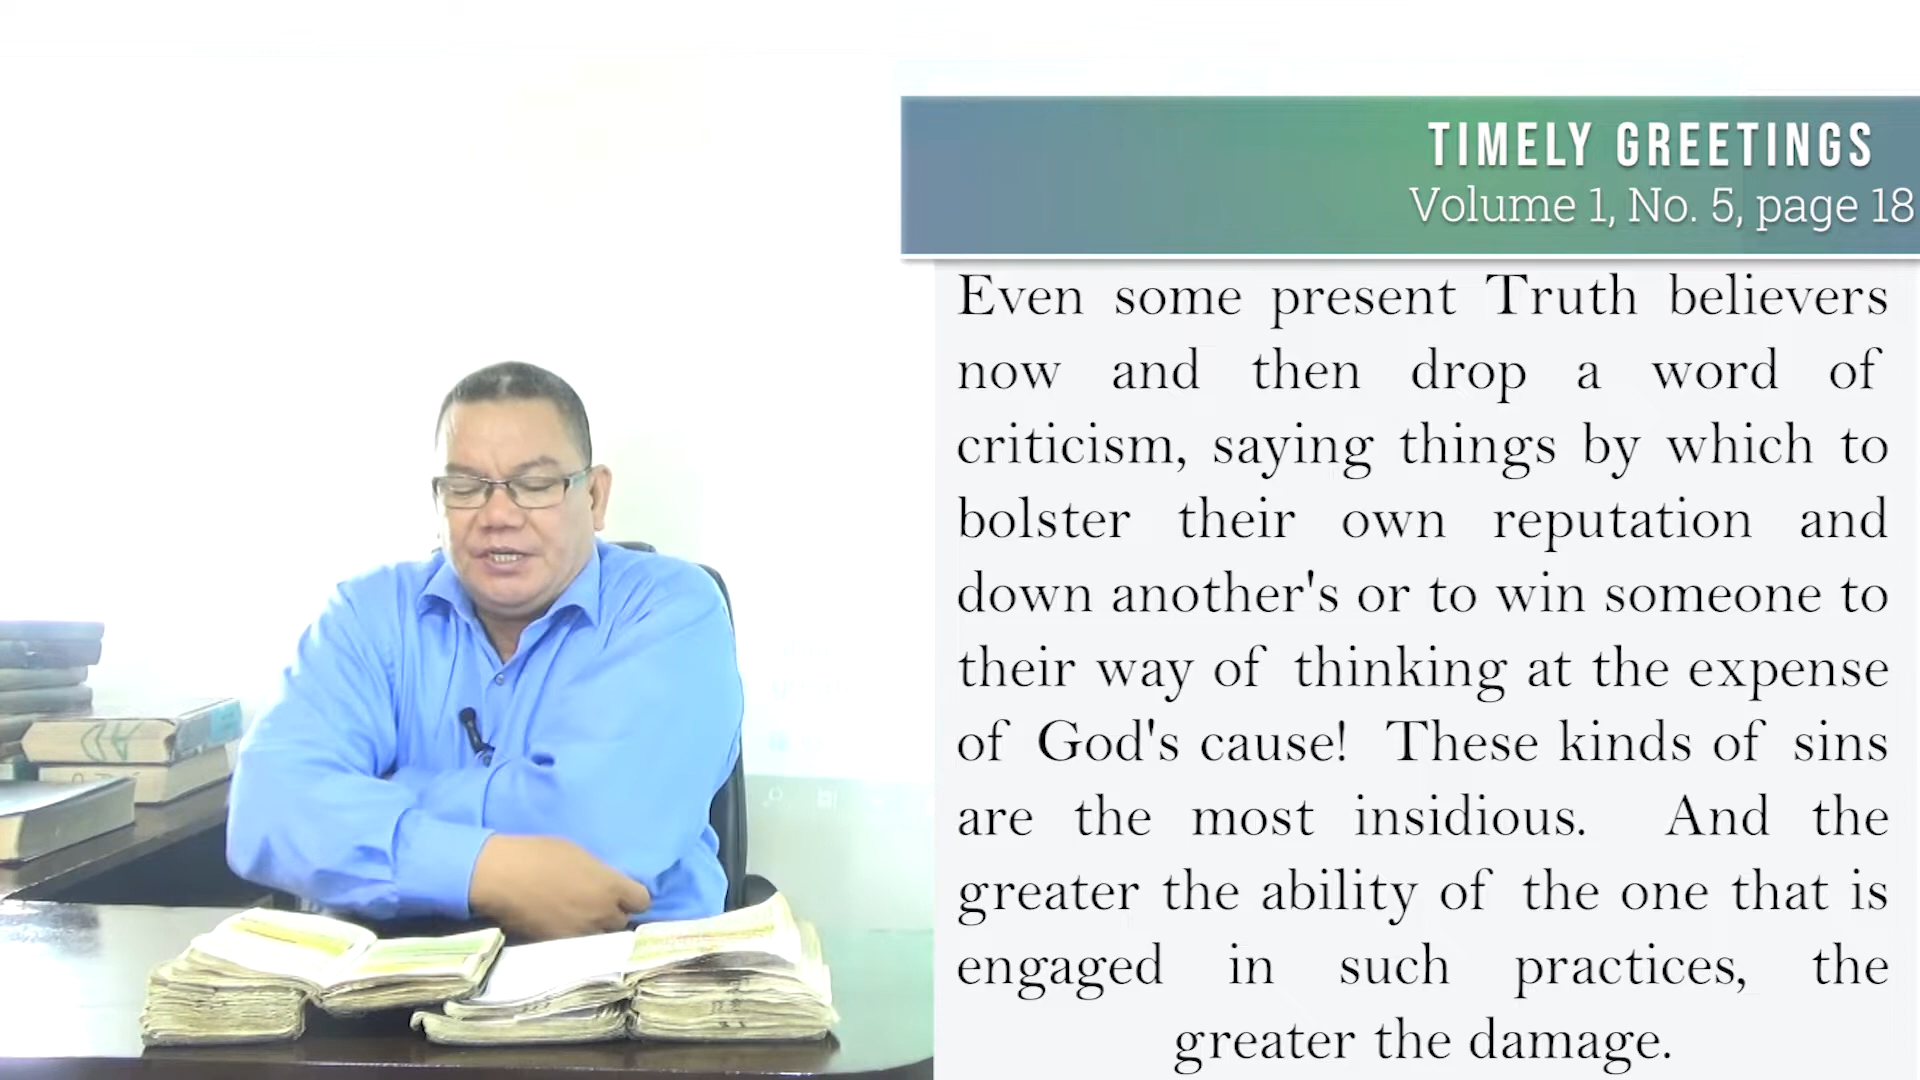 TIMELY GREETINGS
Volume 1, No. 5, page 18
Even some present Truth believers
now and then drop a word of
criticism, saying things by which to
bolster their own reputation and
down another's or to win someone to
their way of thinking at the expense
of God's cause! These kinds of sins
are the most insidious. And the
greater the ability of the one that is
engaged in such practices, the
greater the damage.